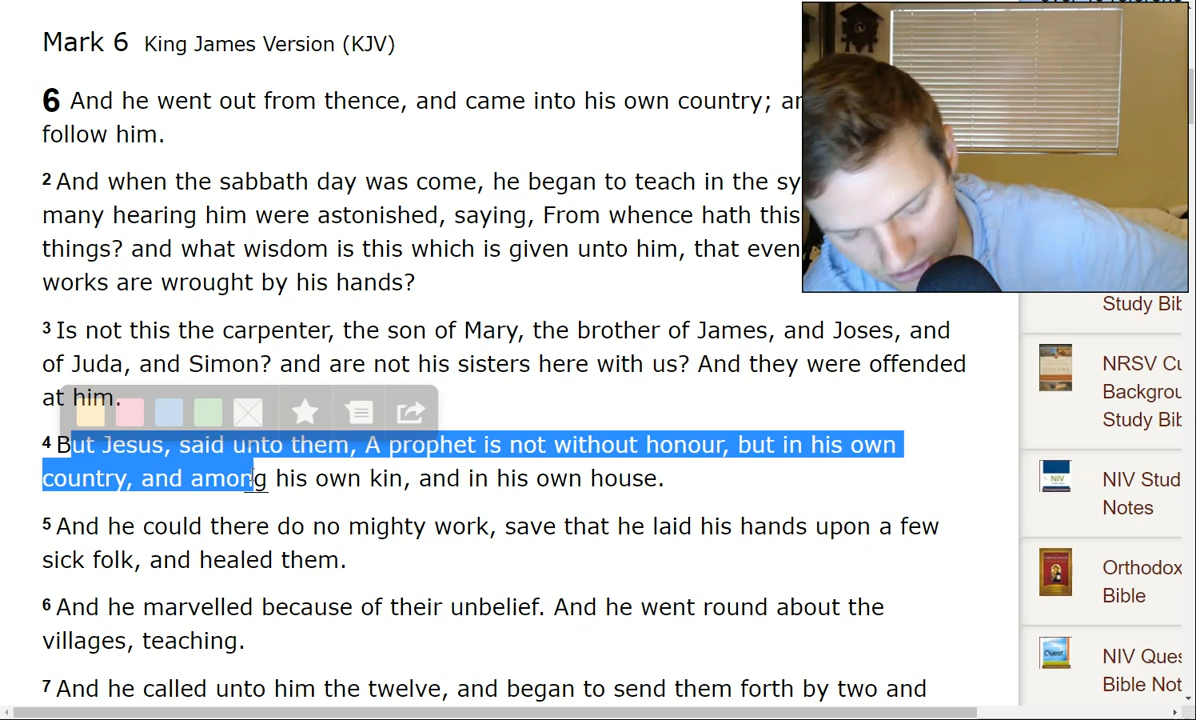 Mark 6 King James Version (KJV)
6 And he went out from thence, and came into his own country;
follow him.
2 And when the sabbath day was come, he began to teach in the
many hearing him were astonished, saying, From whence hath this
things? and what wisdom is this which is given unto him, that even
works are wrought by his hands?
3 Is not this the carpenter, the son of Mary, the brother of James, and Joses, and
of Juda, and Simon? and are not his sisters here with us? And they were offended
at him.
4 But Jesus, said unto them, A prophet is not without honour, but in his own
country, and among his own kin, and in his own house.
5 And he could there do no mighty work, save that he laid his hands upon a few
sick folk, and healed them.
6 And he marvelled because of their unbelief. And he went round about the
villages, teaching.
7 And he called unto him the twelve, and began to send them forth by two and
Study
NRSV
Study Bib
NIV
Notes
Orthodox
Bible
NIV
Bible
NIV
Quest